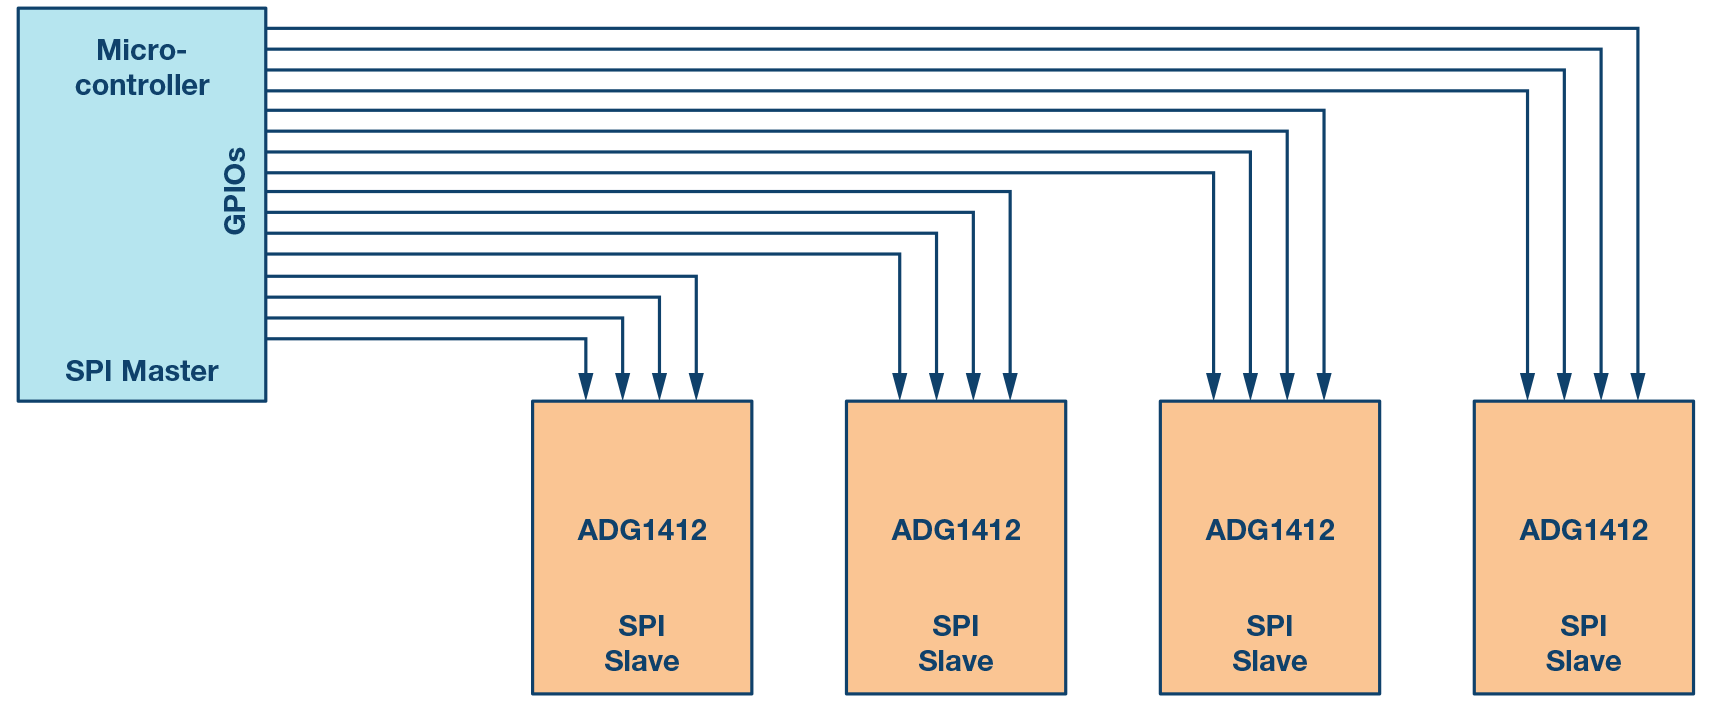 Micro-
controller
GPIOs
SPI Master
ADG1412
SPI
Slave
ADG1412
SPI
Slave
ADG1412
SPI
Slave
ADG1412
SPI
Slave